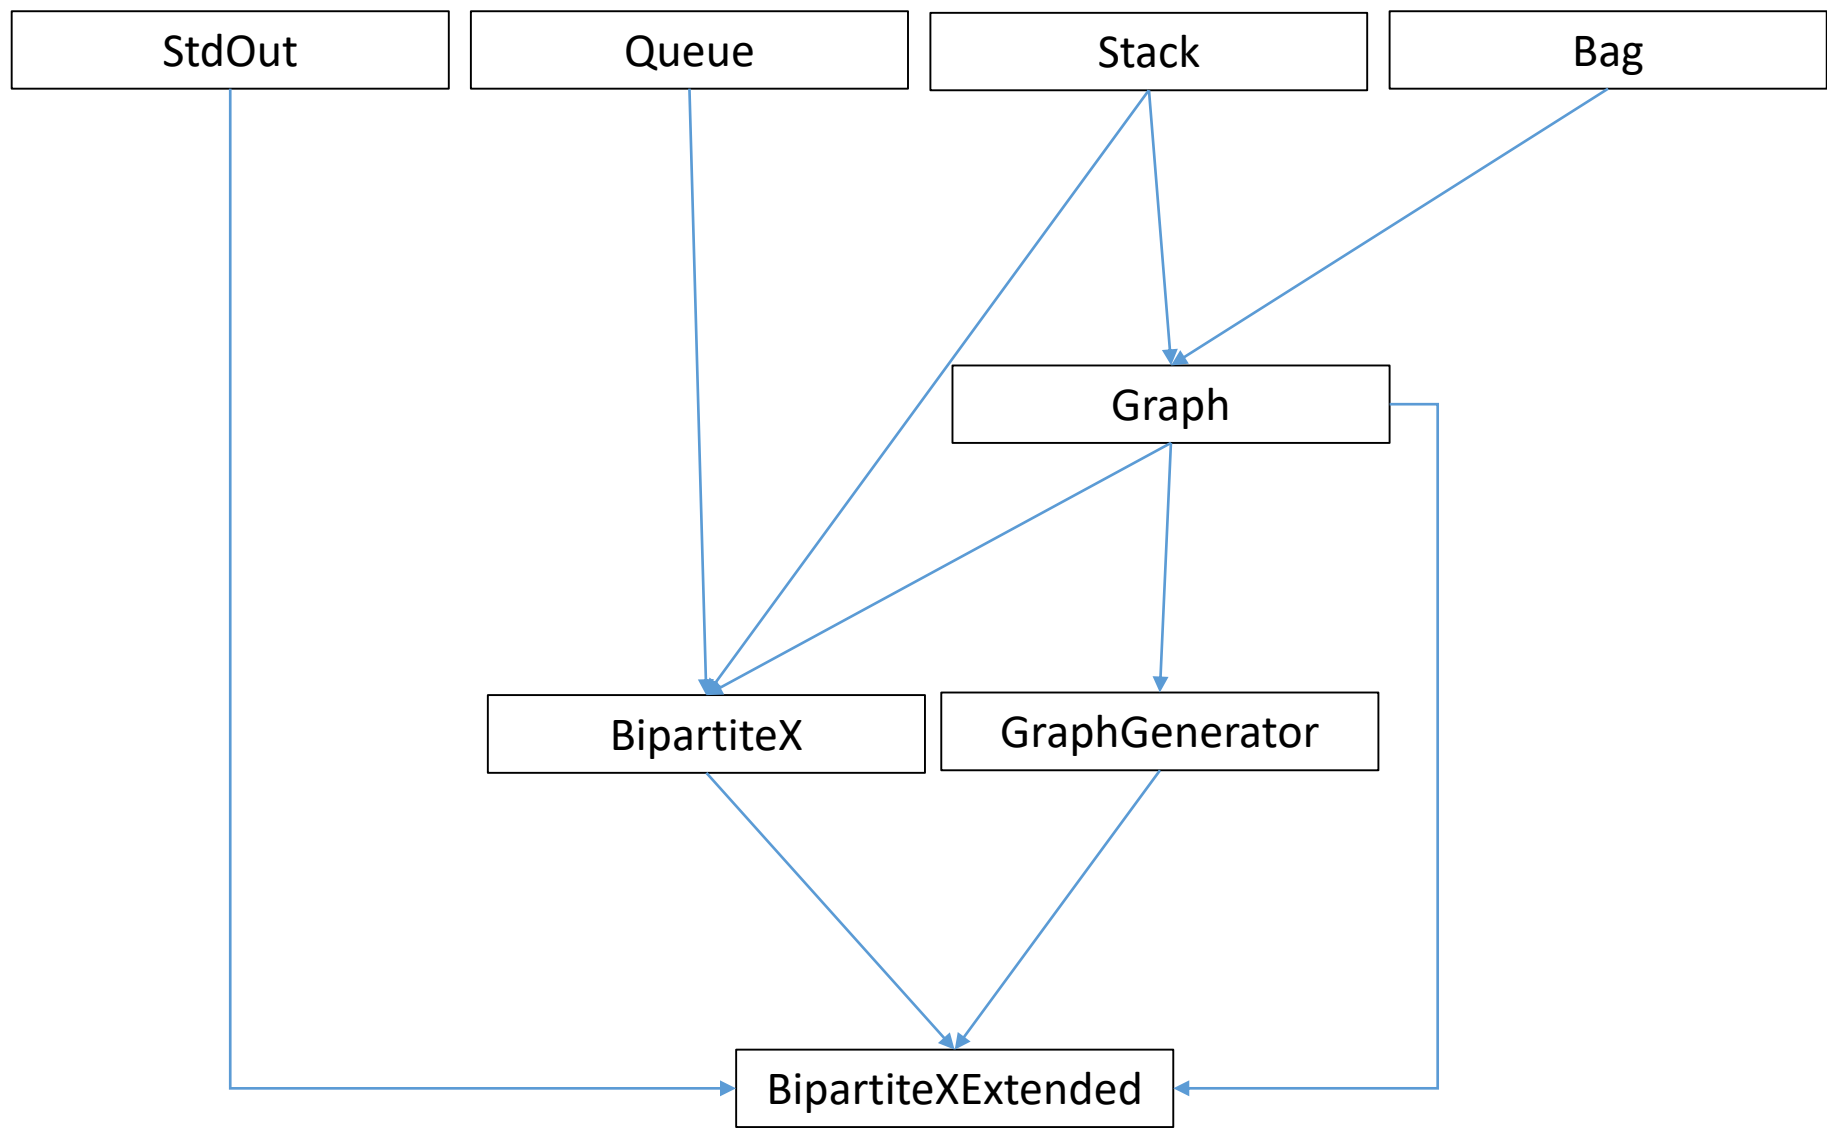 StdOut
Queue
Stack
Bag
Graph
BipartiteX
GraphGenerator
BipartiteXExtended